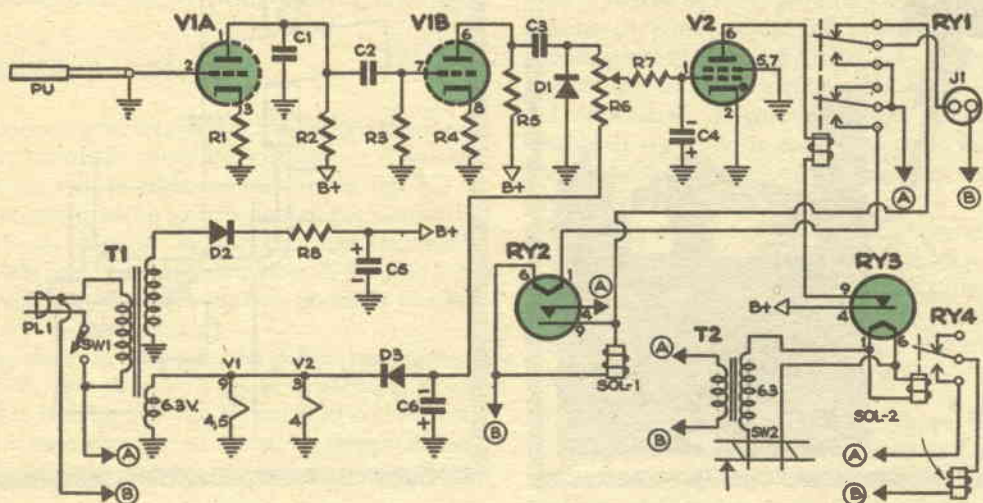 V1A
C1
C2
V1B
C3
V2
RY1
PU
1
2
3
R1
R2
B+
R3
6
7
8
R4
R5
B+
D1
R6
R7
1
C4
- +
6
5,7
2
J1
A
B
T1
D2
R8
+ -
C5
B+
RY2
6
1
A
4
9
RY3
9
B+
4
1
6
RY4
PL1
SW1
6.3V.
V1
9
4,5
V2
3
4
D3
C6
- +
B
SOL-1
T2
A
B
6.3
SW2
SOL-2
A
B
A
B